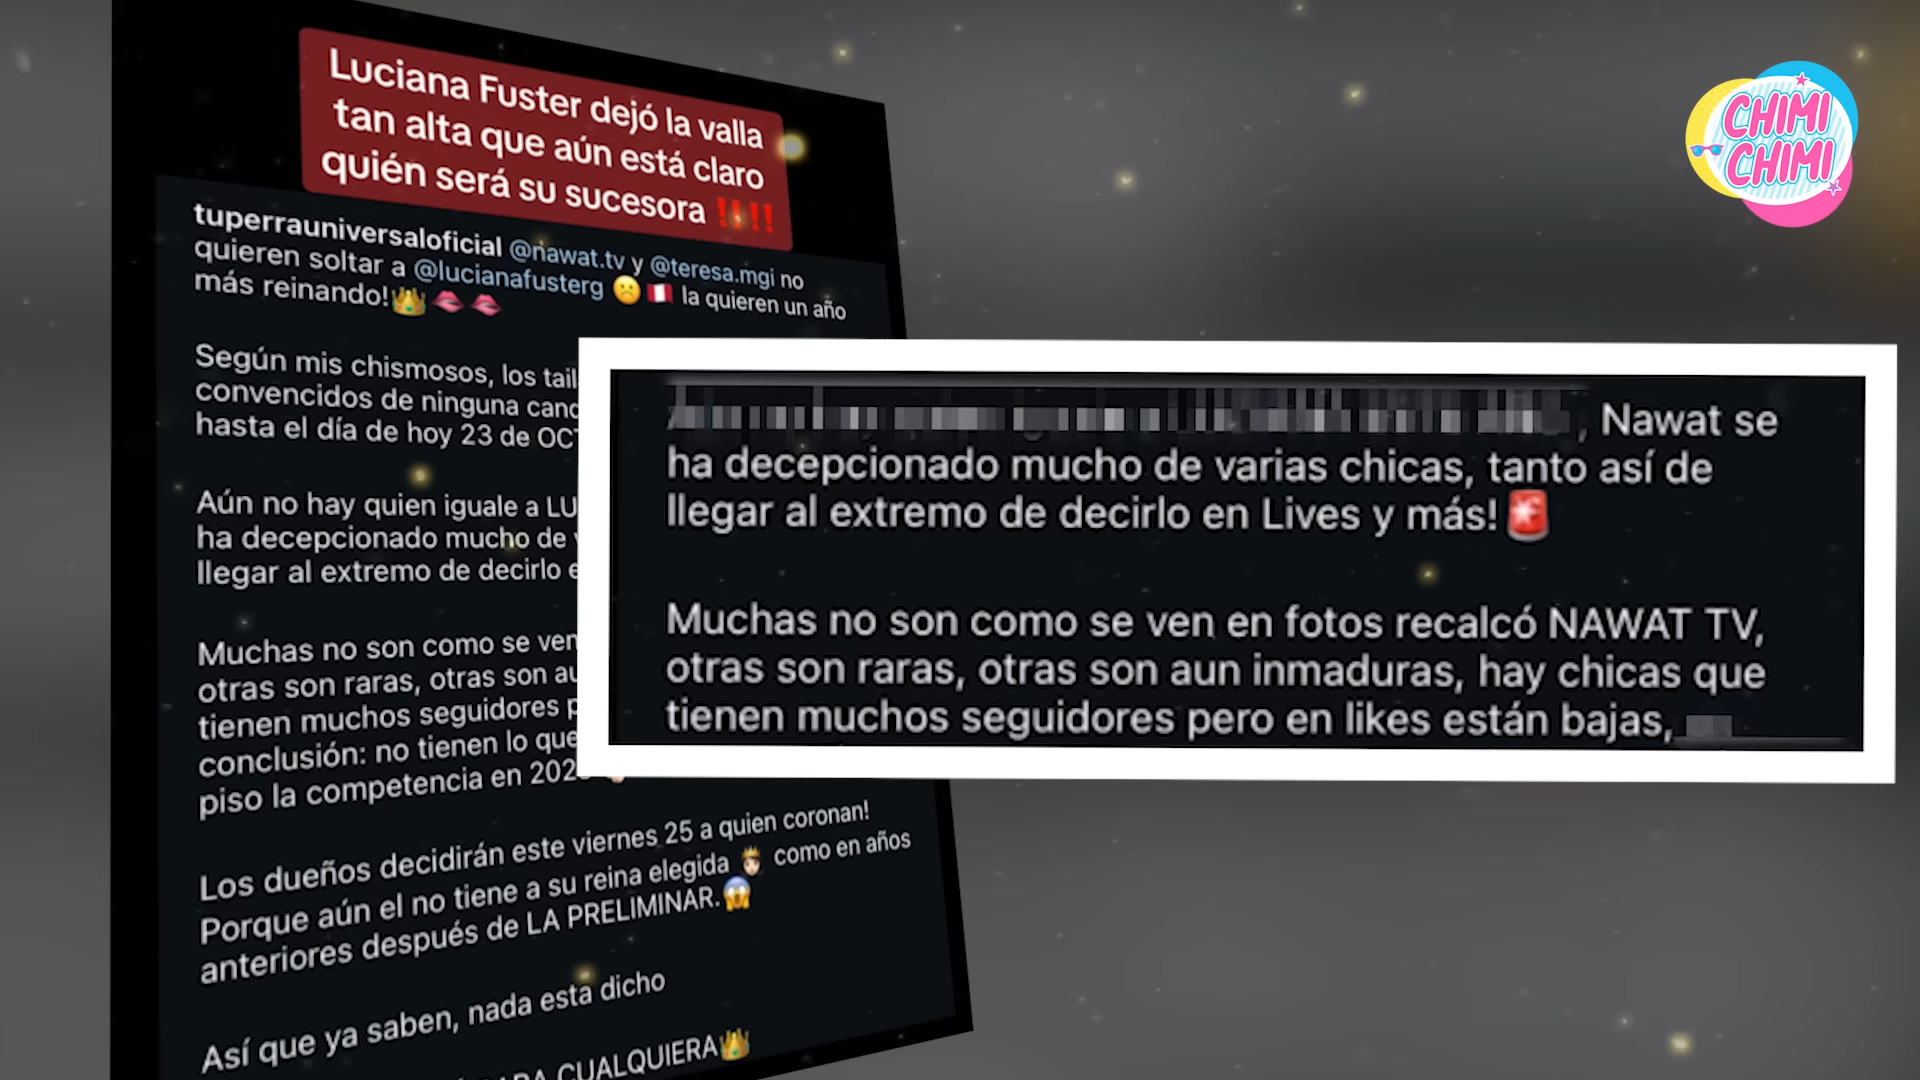 Luciana Fuster dejó la valla
tan alta que aún está claro
quién será su sucesora ‼️‼️
tuperrauniversaloficial @nawat.tv y @teresa.mgi no
quieren soltar a @lucianafusterg ☹️🇵🇪 la quieren un año
más reinando!👑🫦🫦
Según mis chismosos, los tail
convencidos de ninguna
hasta el día de hoy 23 de
Aún no hay quien iguale a LU
ha decepcionado mucho de
llegar al extremo de decirlo
Muchas no son como se ven
otras son raras, otras son
tienen muchos seguidores
conclusión: no tienen lo que
piso la competencia en
Los dueños decidirán este viernes 25 a quien coronan!
Porque aún el no tiene a su reina elegida 👸🏻 como en años
anteriores después de LA PRELIMINAR.😱
Así que ya saben, nada esta dicho
CUALQUIERA👑
, Nawat se
ha decepcionado mucho de varias chicas, tanto así de
llegar al extremo de decirlo en Lives y más!🚨
Muchas no son como se ven en fotos recalcó NAWAT TV,
otras son raras, otras son aun inmaduras, hay chicas que
tienen muchos seguidores pero en likes están bajas,
CHIMI
CHIMI